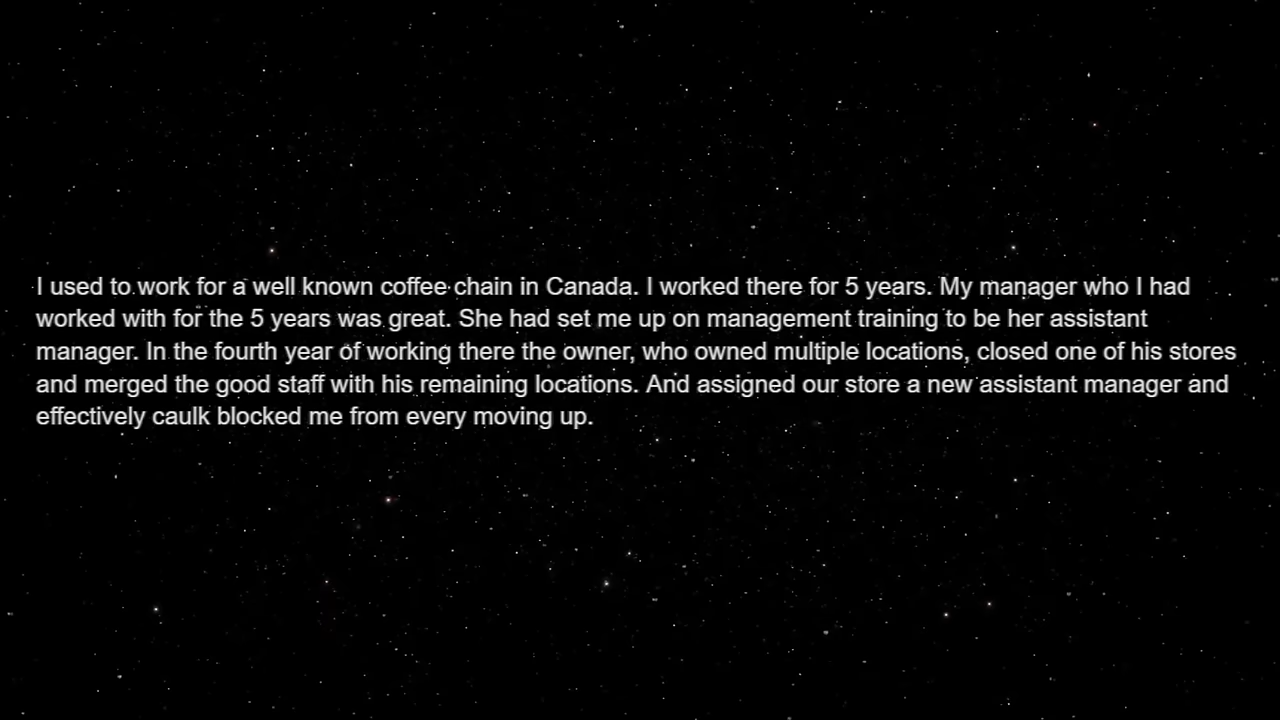 I used to work for a well known coffee chain in Canada. I worked there for 5 years. My manager who I had
worked with for the 5 years was great. She had set me up on management training to be her assistant
manager. In the fourth year of working there the owner, who owned multiple locations, closed one of his stores
and merged the good staff with his remaining locations. And assigned our store a new assistant manager and
effectively caulk blocked me from every moving up.